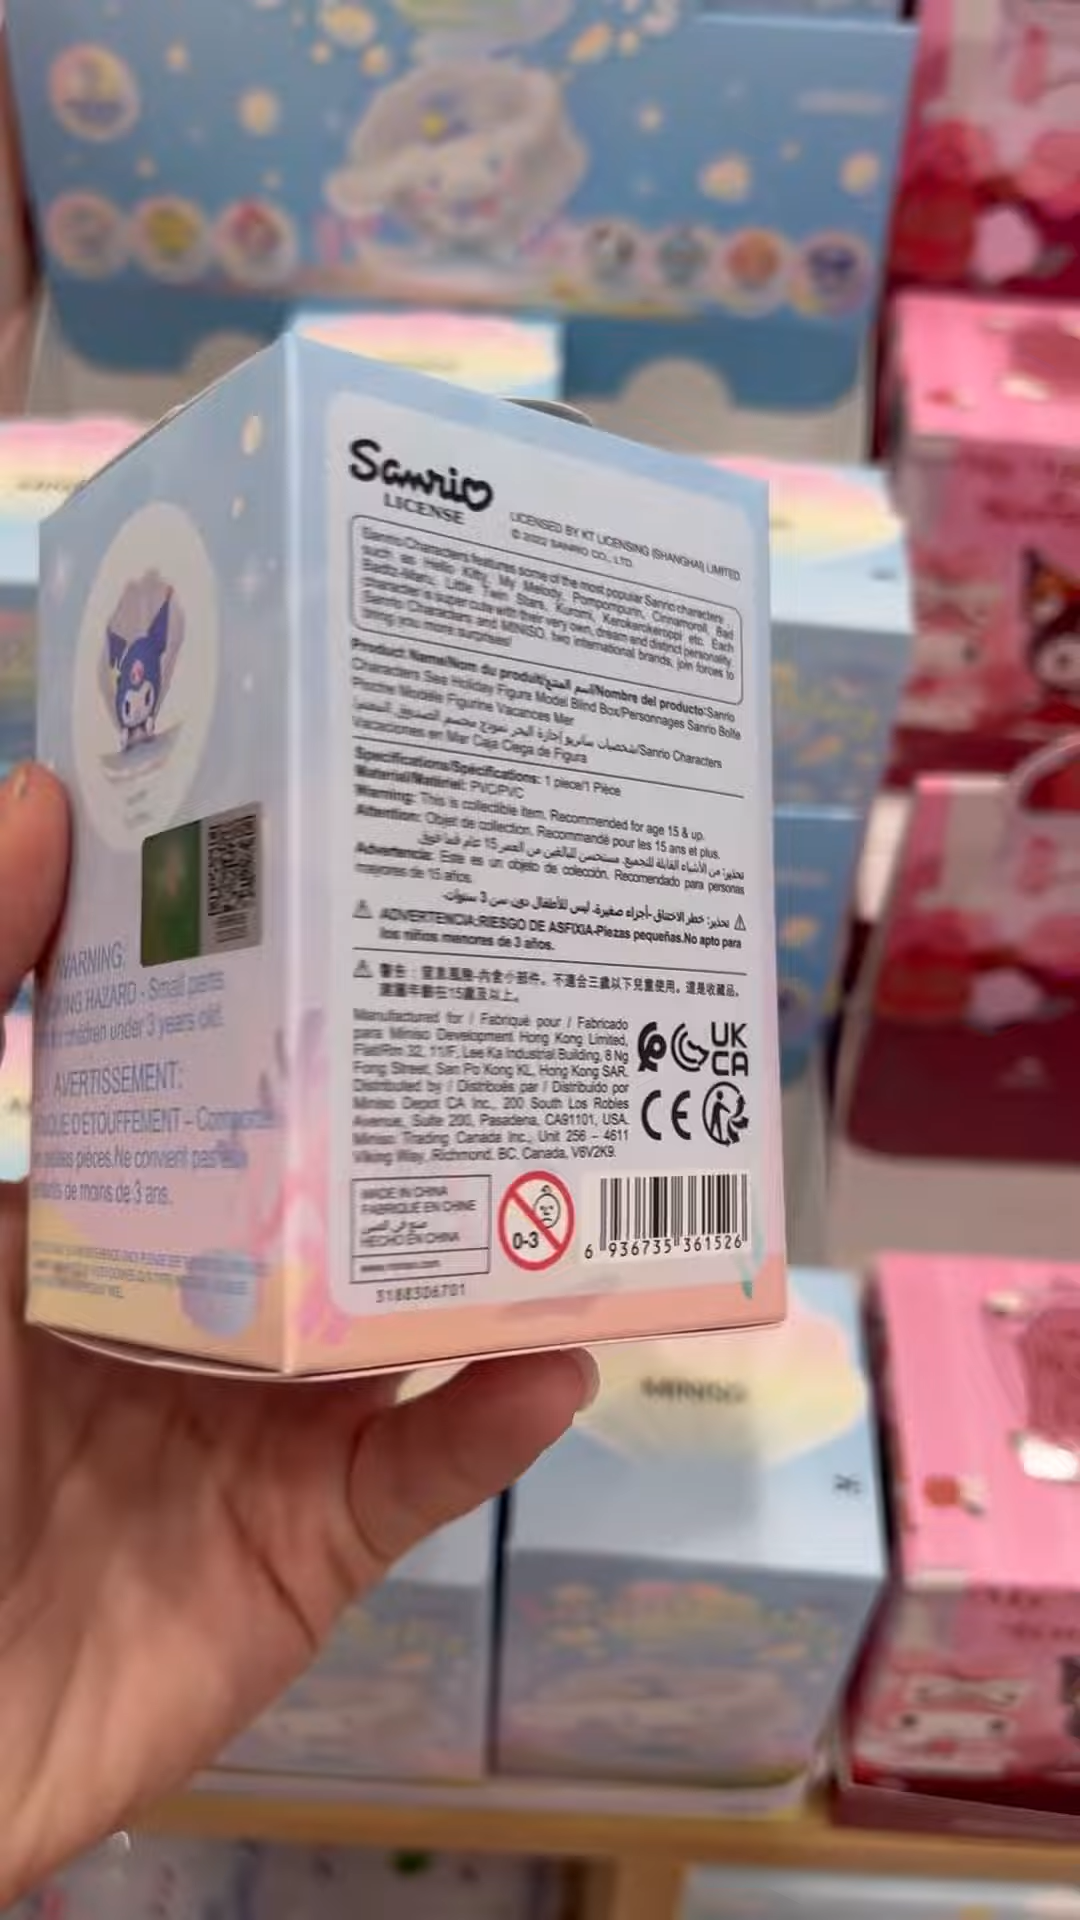 Sanrio
LICENSE
LICENSED BY KT LICENSING (SHANGHAI) LIMITED
© 2022 SANRIO CO., LTD.
Sanrio Characters features some of the most popular Sanrio characters
such as Hello Kitty, My Melody, Pompompurin, Cinnamoroll, Bad
Badtz-Maru, Little Twin Stars, Kuromi, Kerokerokeroppi etc. Each
character is super cute with their very own, dream and distinct personality.
Sanrio Characters and MINISO, two international brands, join forces to
bring you more surprises!
Product Name/Nom du produit/اسم المنتج/Nombre del producto:Sanrio
Characters Sea Holiday Figure Model Blind Box/Personnages Sanrio Boîte
Piscine Modèle Figurine Vacances Mer
/شخصيات سانريو إجازة البحر نموذج مجسم الصندوق/Sanrio Characters
Vacaciones en Mar Caja Ciega de Figura
Specifications/Spécifications: 1 piece/1 Pièce
Material/Matériel: PVC/PVC
Warning: This is collectible item. Recommended for age 15 & up.
Attention: Objet de collection. Recommandé pour les 15 ans et plus.
تحذير: من الأشياء القابلة للتجميع. مستحسن للبالغين من العمر 15 عام فما فوق
Advertencia: Este es un objeto de colección. Recomendado para personas
mayores de 15 años.
تحذير: خطر الاختناق-أجزاء صغيرة. ليس للأطفال دون سن 3 سنوات.
ADVERTENCIA:RIESGO DE ASFIXIA-Piezas pequeñas.No apto para
los niños menores de 3 años.
警告：窒息風險-內含小部件。不適合三歲以下兒童使用。這是收藏品。
建議年齡在15歲及以上。
Manufactured for / Fabriqué pour / Fabricado
para Miniso Development Hong Kong Limited,
Flat/Rm 32, 11/F, Lee Ka Industrial Building, 8 Ng
Fong Street, San Po Kong KL, Hong Kong SAR.
Distributed by / Distribués par / Distribuido por
Miniso Depot CA Inc., 200 South Los Robles
Avenue, Suite 200, Pasadena, CA91101, USA.
Miniso Trading Canada Inc., Unit 256 – 4611
Viking Way, Richmond, BC, Canada, V6V2K9.
UK
CA
CE
MADE IN CHINA
FABRIQUÉ EN CHINE
صنع في الصين
HECHO EN CHINA
www.miniso.com
0-3
6 936735 361526
5188306701
WARNING:
HAZARD - Small parts
children under 3 years old.
AVERTISSEMENT:
D'ÉTOUFFEMENT –
petites pièces.Ne convient pas aux
de moins de 3 ans.
MINISO